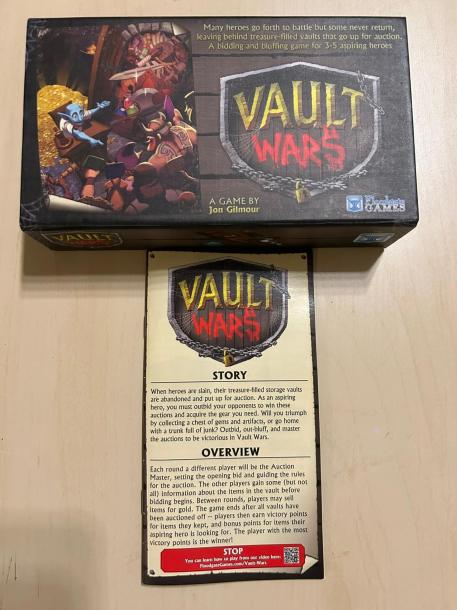 Many heroes go forth to battle but some never return,
leaving behind treasure-filled vaults that go up for auction.
A bidding and bluffing game for 3-5 aspiring heroes
VAULT
WARS
A GAME BY
Jon Gilmour
Floodgate
GAMES
VAULT
WARS
VAULT
WARS
STORY
When heroes are slain, their treasure-filled storage vaults
are abandoned and put up for auction. As an aspiring
hero, you must outbid your opponents to win these
auctions and acquire the gear you need. Will you triumph
by collecting a chest of gems and artifacts, or go home
with a trunk full of junk? Outbid, out-bluff, and master
the auctions to be victorious in Vault Wars.
OVERVIEW
Each round a different player will be the Auction
Master, setting the opening bid and guiding the rules
for the auction. The other players gain some (but not
all) information about the items in the vault before
bidding begins. Between rounds, players may sell
items for gold. The game ends after all vaults have
been auctioned off – players then earn victory points
for items they kept, and bonus points for items their
aspiring hero is looking for. The player with the most
victory points is the winner!
STOP
You can learn how to play from our video here:
FloodgateGames.com/Vault-Wars